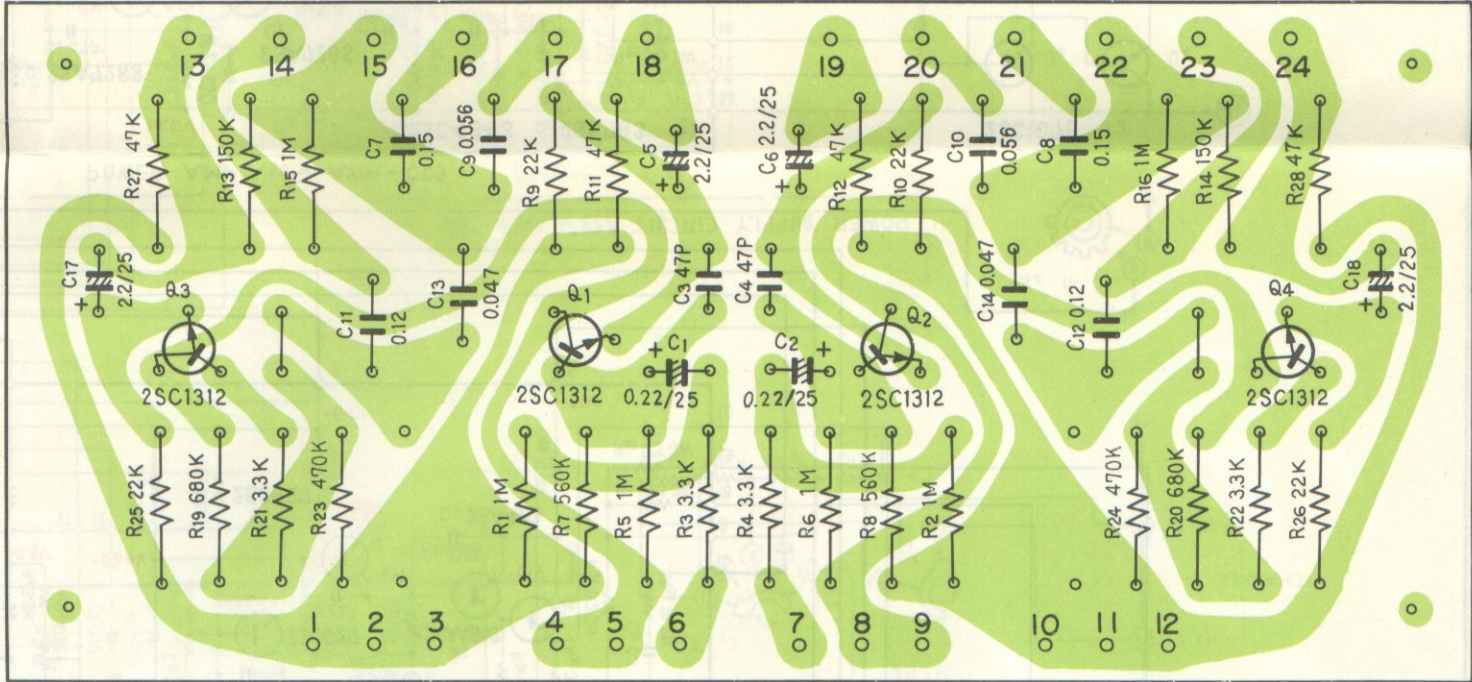 13 14 15 16 17 18 19 20 21 22 23 24
R27 47K
R13 150K
R15 1M
C7 0.15
C9 0.056
R9 22K
R11 47K
C5 2.2/25 +
C6 2.2/25 +
R12 47K
R10 22K
C10 0.056
C8 0.15
R16 1M
R14 150K
R28 47K
C17 2.2/25 +
Q3
2SC1312
C11 0.12
C13 0.047
Q1
2SC1312
C3 47P
C4 47P
+ C1
0.22/25
C2 +
0.22/25
Q2
2SC1312
C14 0.047
C12 0.12
Q4
2SC1312
C18 2.2/25 +
R25 22K
R19 680K
R21 3.3K
R23 470K
R1 1M
R7 560K
R5 1M
R3 3.3K
R4 3.3K
R6 1M
R8 560K
R2 1M
R24 470K
R20 680K
R22 3.3K
R26 22K
1 2 3 4 5 6 7 8 9 10 11 12